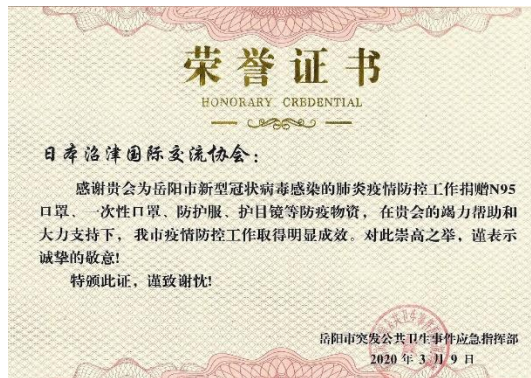 荣誉证书
HONORARY CREDENTIAL
日本沼津国际交流协会：
感谢贵会为岳阳市新型冠状病毒感染的肺炎疫情防控工作捐赠N95
口罩、一次性口罩、防护服、护目镜等防疫物资，在贵会的竭力帮助和
大力支持下，我市疫情防控工作取得明显成效。对此崇高之举，谨表示
诚挚的敬意!
特颁此证，谨致谢忱!
岳阳市突发公共卫生事件应急指挥部
2020年3月9日